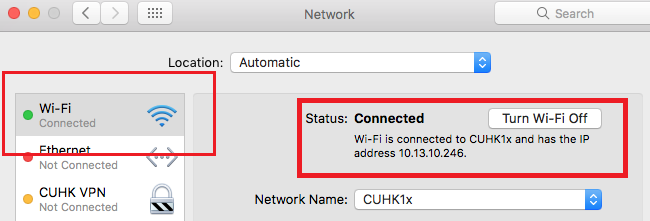 Network
Search
Location: Automatic
Wi-Fi
Connected
Status: Connected
Turn Wi-Fi Off
Wi-Fi is connected to CUHK1x and has the IP
address 10.13.10.246.
Ethernet
Not Connected
CUHK VPN
Not Connected
Network Name: CUHK1x